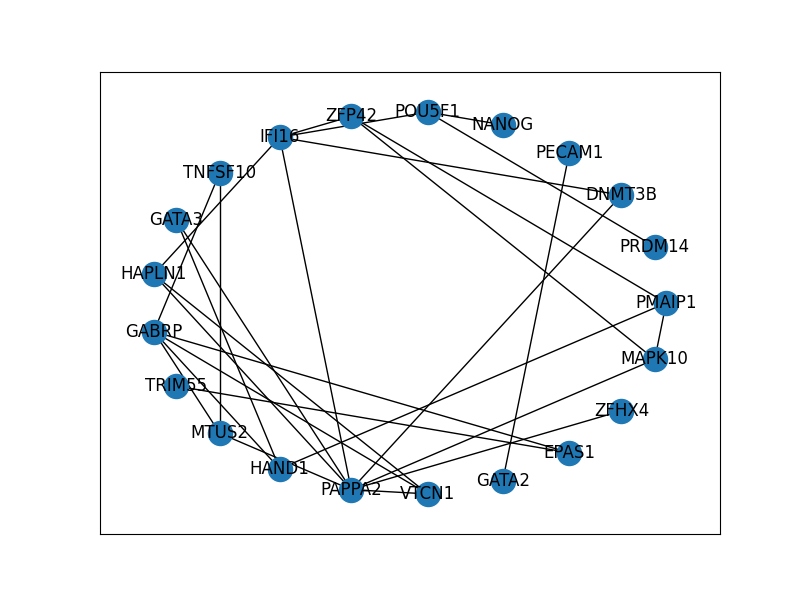 POU5F1
ZFP42
NANOG
IFI16
PECAM1
TNFSF10
DNMT3B
GATA3
PRDM14
HAPLN1
PMAIP1
GABRP
MAPK10
TRIM55
ZFHX4
MTUS2
EPAS1
HAND1
GATA2
PAPPA2
VTCN1